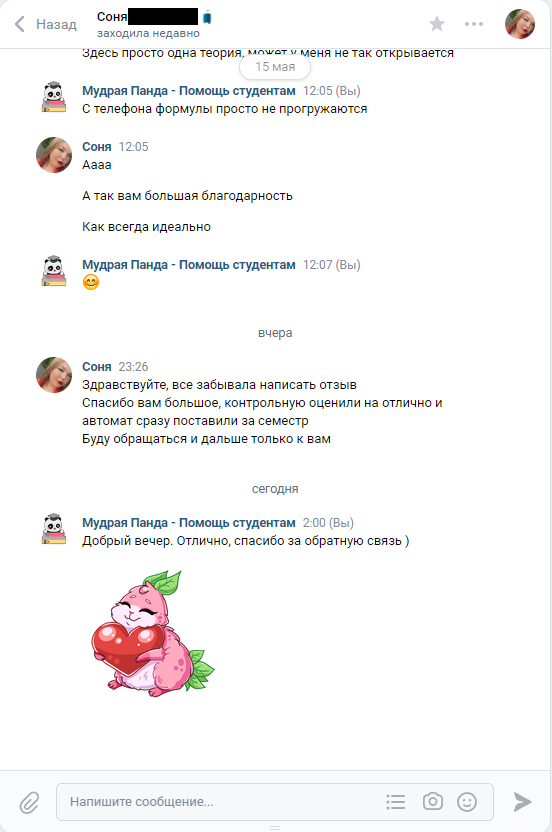 Назад
Соня
заходила недавно
Здесь просто одна теория, может у меня не так открывается
15 мая
Мудрая Панда - Помощь студентам 12:05 (Вы)
С телефона формулы просто не прогружаются
Соня 12:05
Аааа
А так вам большая благодарность
Как всегда идеально
Мудрая Панда - Помощь студентам 12:07 (Вы)
вчера
Соня 23:26
Здравствуйте, все забывала написать отзыв
Спасибо вам большое, контрольную оценили на отлично и
автомат сразу поставили за семестр
Буду обращаться и дальше только к вам
сегодня
Мудрая Панда - Помощь студентам 2:00 (Вы)
Добрый вечер. Отлично, спасибо за обратную связь )
Напишите сообщение...